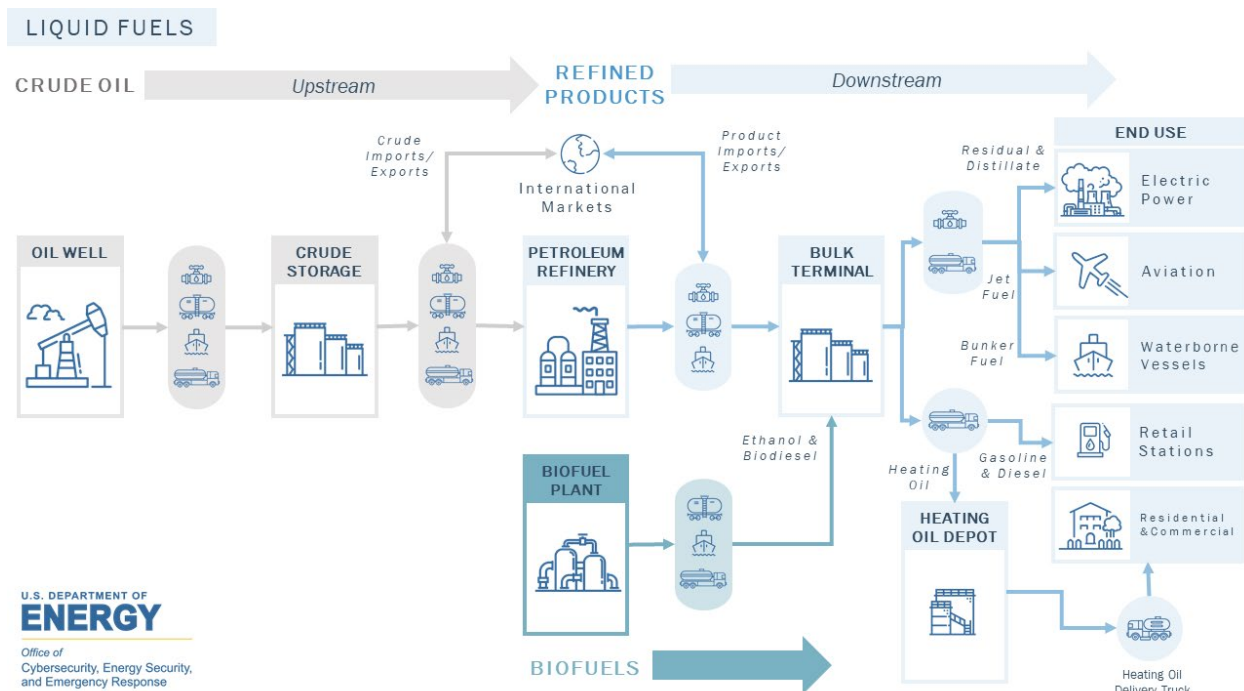 LIQUID FUELS
CRUDE OIL
Upstream
REFINED
PRODUCTS
Downstream
Crude
Imports/
Exports
International
Markets
Product
Imports/
Exports
Residual &
Distillate
END USE
Electric
Power
OIL WELL
CRUDE
STORAGE
PETROLEUM
REFINERY
BULK
TERMINAL
Jet
Fuel
Aviation
Bunker
Fuel
Waterborne
Vessels
Ethanol &
Biodiesel
Heating
Oil
Gasoline
& Diesel
Retail
Stations
BIOFUEL
PLANT
HEATING
OIL DEPOT
Residential
& Commercial
U.S. DEPARTMENT OF
ENERGY
Office of
Cybersecurity, Energy Security,
and Emergency Response
BIOFUELS
Heating Oil
Delivery Truck